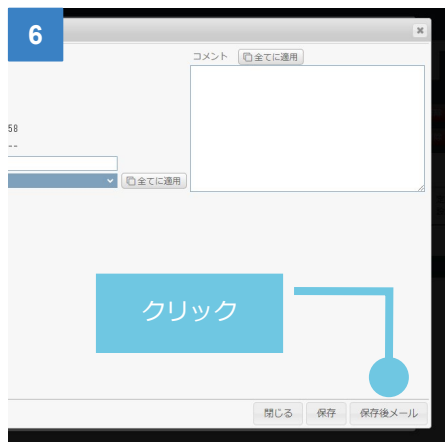 6
コメント 全てに適用
58
--
全てに適用
クリック
閉じる 保存 保存後メール